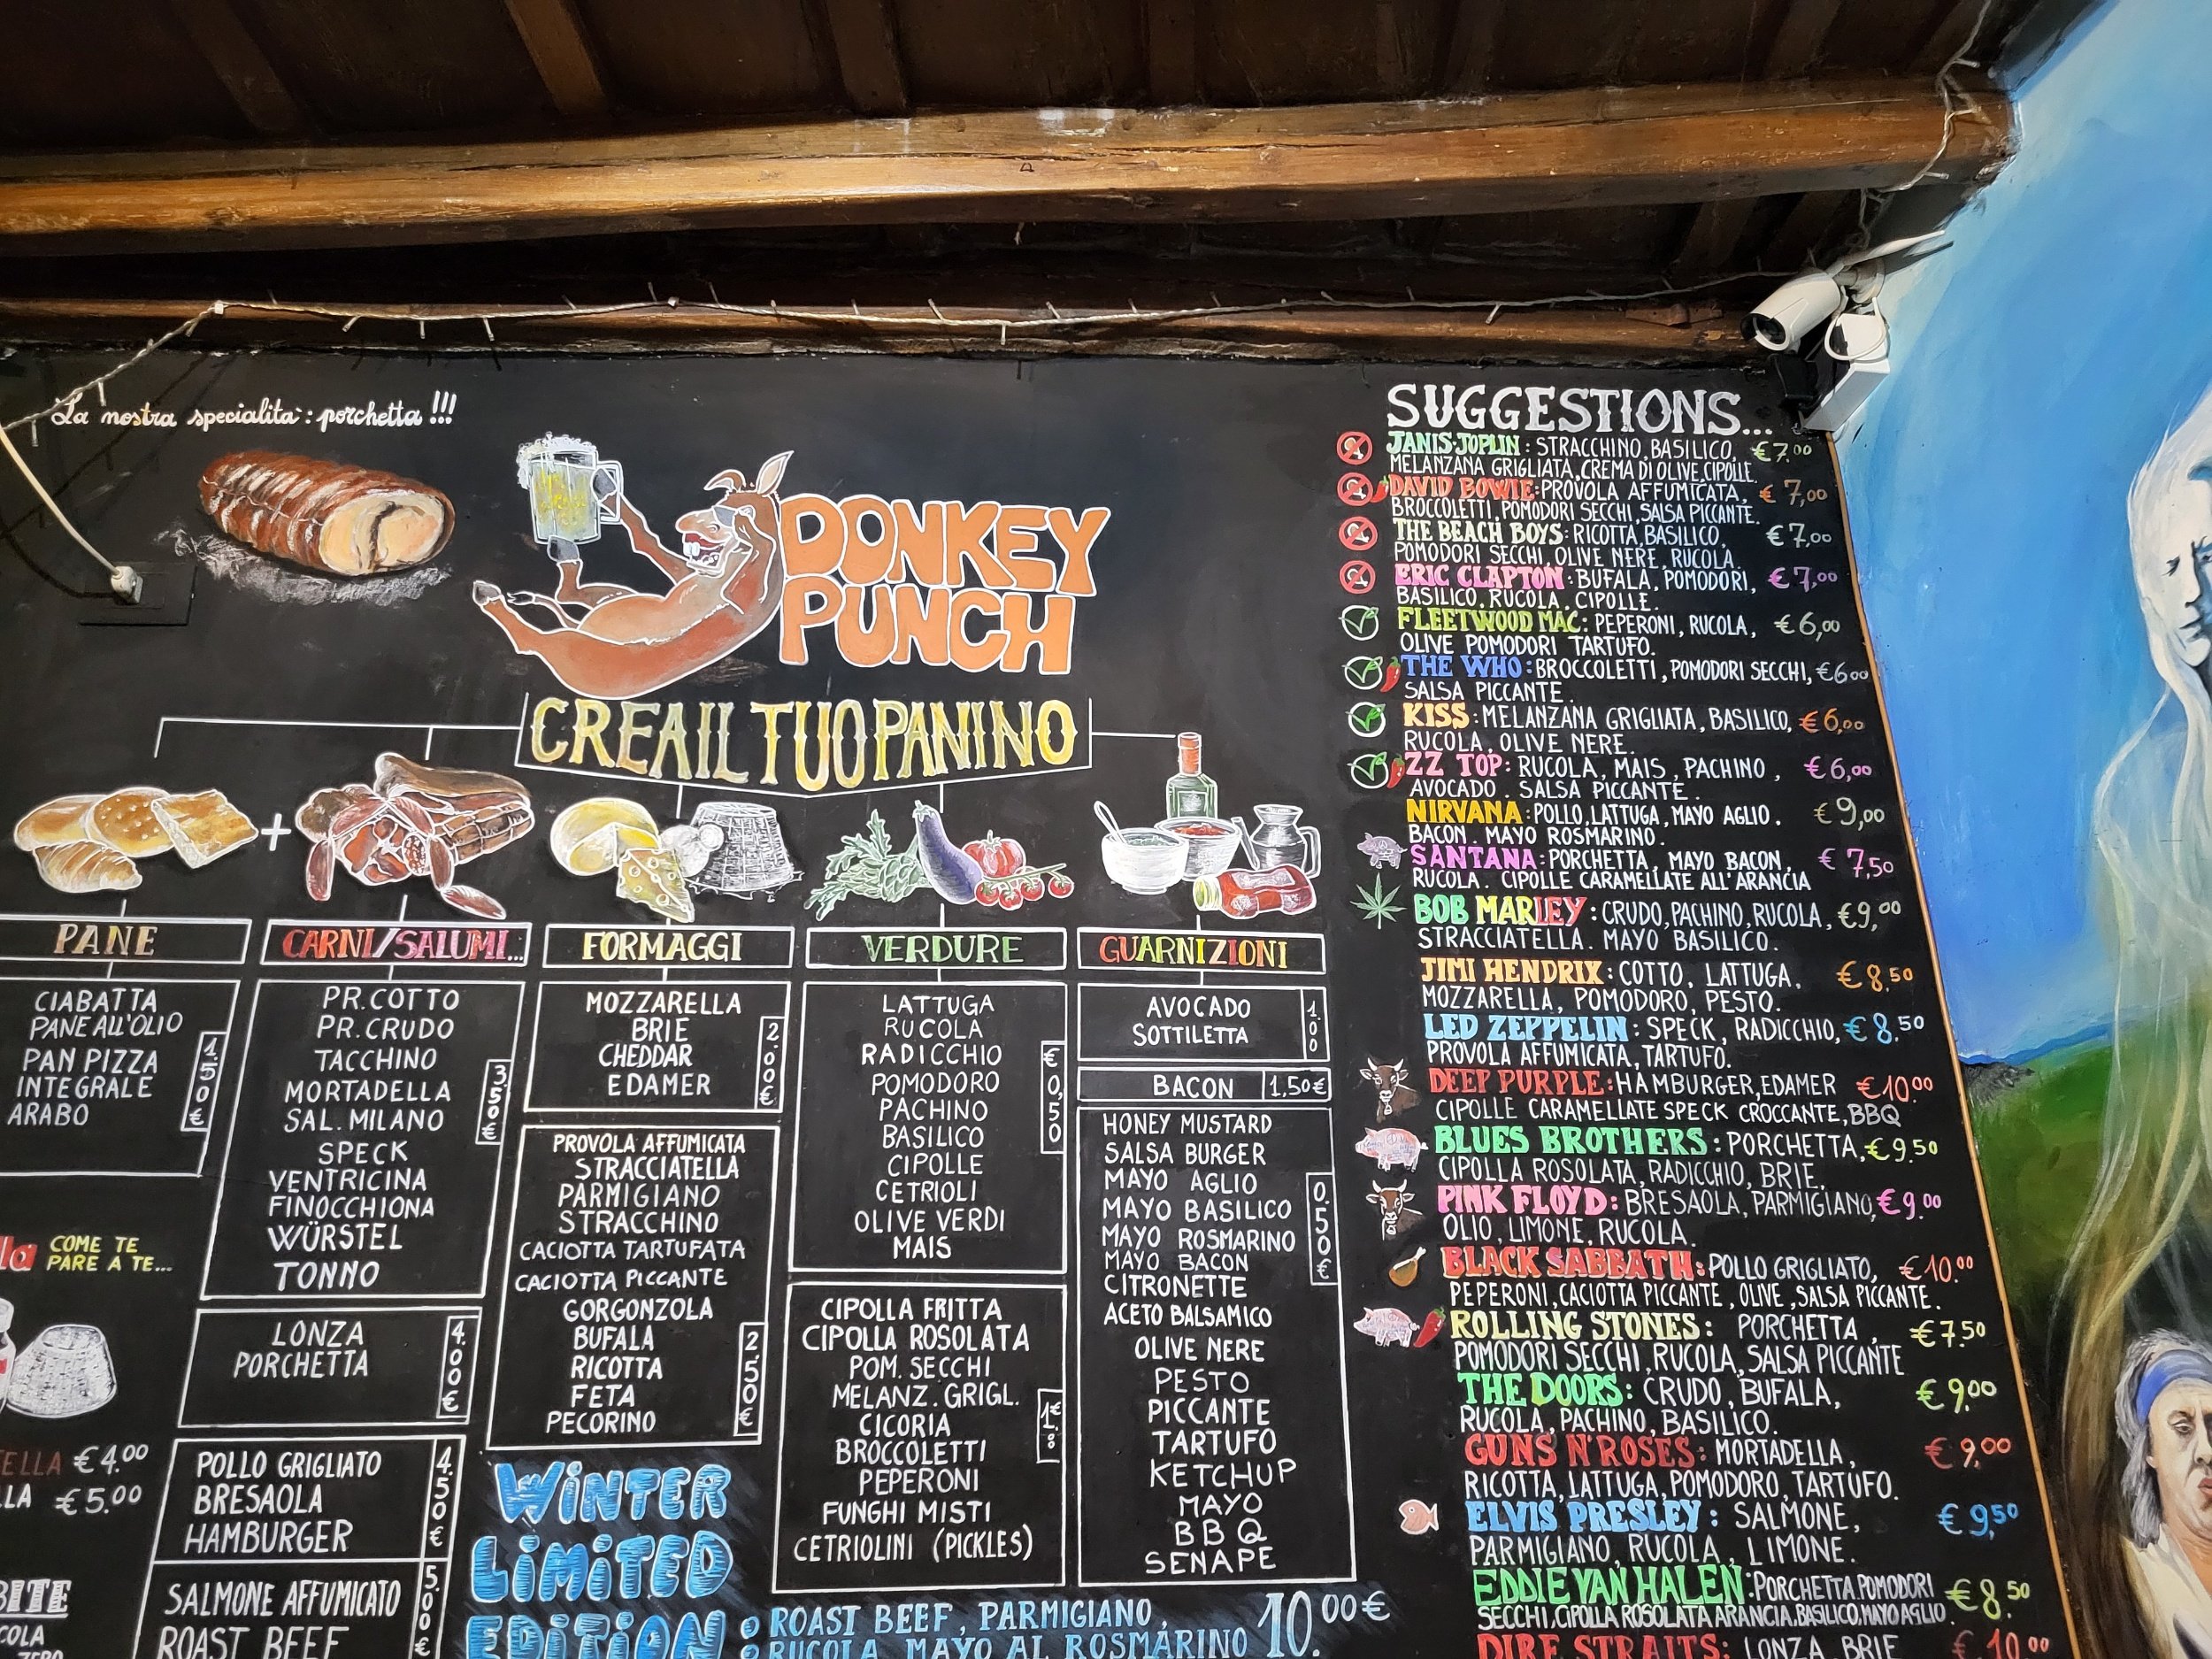 La nostra specialità: porchetta!!!
DONKEY
PUNCH
CREA IL TUO PANINO
PANE
CIABATTA
PANE ALL'OLIO
PAN PIZZA
INTEGRALE
ARABO
1.50€
COME TE
PARE A TE...
€4.00
€5.00
CARNI/SALUMI...
PR.COTTO
PR.CRUDO
TACCHINO
MORTADELLA
SAL.MILANO
SPECK
VENTRICINA
FINOCCHIONA
WÜRSTEL
TONNO
3.50€
LONZA
PORCHETTA
4.00€
POLLO GRIGLIATO
BRESAOLA
HAMBURGER
4.50€
SALMONE AFFUMICATO
ROAST BEEF
5.00€
FORMAGGI
MOZZARELLA
BRIE
CHEDDAR
EDAMER
2.00€
PROVOLA AFFUMICATA
STRACCIATELLA
PARMIGIANO
STRACCHINO
CACIOTTA TARTUFATA
CACIOTTA PICCANTE
GORGONZOLA
BUFALA
RICOTTA
FETA
PECORINO
2.50€
VERDURE
LATTUGA
RUCOLA
RADICCHIO
POMODORO
PACHINO
BASILICO
CIPOLLE
CETRIOLI
OLIVE VERDI
MAIS
€0,50
CIPOLLA FRITTA
CIPOLLA ROSOLATA
POM. SECCHI
MELANZ. GRIGL.
CICORIA
BROCCOLETTI
PEPERONI
FUNGHI MISTI
CETRIOLINI (PICKLES)
1€.00
GUARNIZIONI
AVOCADO
SOTTILETTA
1.00
BACON 1,50€
HONEY MUSTARD
SALSA BURGER
MAYO AGLIO
MAYO BASILICO
MAYO ROSMARINO
MAYO BACON
CITRONETTE
ACETO BALSAMICO
OLIVE NERE
PESTO
PICCANTE
TARTUFO
KETCHUP
MAYO
BBQ
SENAPE
0.50€
WINTER
LIMITED
EDITION: ROAST BEEF, PARMIGIANO,
RUCOLA, MAYO AL ROSMARINO 10.00€
SUGGESTIONS...
JANIS JOPLIN: STRACCHINO, BASILICO, €7.00
MELANZANA GRIGLIATA, CREMA DI OLIVE, CIPOLLE.
DAVID BOWIE: PROVOLA AFFUMICATA, €7,00
BROCCOLETTI, POMODORI SECCHI, SALSA PICCANTE.
THE BEACH BOYS: RICOTTA, BASILICO, €7,00
POMODORI SECCHI, OLIVE NERE, RUCOLA.
ERIC CLAPTON: BUFALA, POMODORI, €7,00
BASILICO, RUCOLA, CIPOLLE.
FLEETWOOD MAC: PEPERONI, RUCOLA, €6,00
OLIVE POMODORI TARTUFO.
THE WHO: BROCCOLETTI, POMODORI SECCHI, €6,00
SALSA PICCANTE.
KISS: MELANZANA GRIGLIATA, BASILICO, €6,00
RUCOLA, OLIVE NERE.
ZZ TOP: RUCOLA, MAIS, PACHINO, €6,00
AVOCADO. SALSA PICCANTE.
NIRVANA: POLLO, LATTUGA, MAYO AGLIO. €9,00
BACON. MAYO ROSMARINO.
SANTANA: PORCHETTA, MAYO BACON, €7,50
RUCOLA. CIPOLLE CARAMELLATE ALL'ARANCIA
BOB MARLEY: CRUDO, PACHINO, RUCOLA, €9,00
STRACCIATELLA. MAYO BASILICO.
JIMI HENDRIX: COTTO, LATTUGA, €8,50
MOZZARELLA, POMODORO, PESTO.
LED ZEPPELIN: SPECK, RADICCHIO, €8.50
PROVOLA AFFUMICATA, TARTUFO.
DEEP PURPLE: HAMBURGER, EDAMER €10.00
CIPOLLE CARAMELLATE SPECK CROCCANTE, BBQ
BLUES BROTHERS: PORCHETTA, €9.50
CIPOLLA ROSOLATA, RADICCHIO, BRIE.
PINK FLOYD: BRESAOLA, PARMIGIANO, €9.00
OLIO, LIMONE, RUCOLA.
BLACK SABBATH: POLLO GRIGLIATO, €10.00
PEPERONI, CACIOTTA PICCANTE, OLIVE, SALSA PICCANTE.
ROLLING STONES: PORCHETTA, €7.50
POMODORI SECCHI, RUCOLA, SALSA PICCANTE
THE DOORS: CRUDO, BUFALA, €9.00
RUCOLA, PACHINO, BASILICO.
GUNS N'ROSES: MORTADELLA, €9,00
RICOTTA, LATTUGA, POMODORO, TARTUFO.
ELVIS PRESLEY: SALMONE, €9,50
PARMIGIANO, RUCOLA, LIMONE.
EDDIE VAN HALEN: PORCHETTA. POMODORI €8.50
SECCHI, CIPOLLA ROSOLATA ARANCIA, BASILICO, MAYO AGLIO
DIRE STRAITS: LONZA, BRIE €10.00